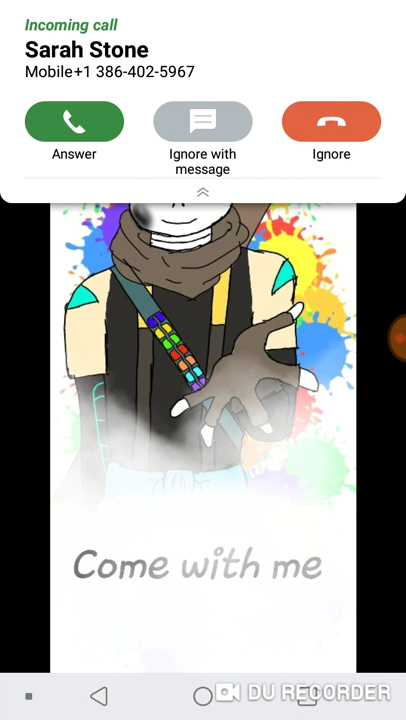 Incoming call
Sarah Stone
Mobile+1 386-402-5967
Answer
Ignore with
message
Ignore
Come with me
DU RECORDER